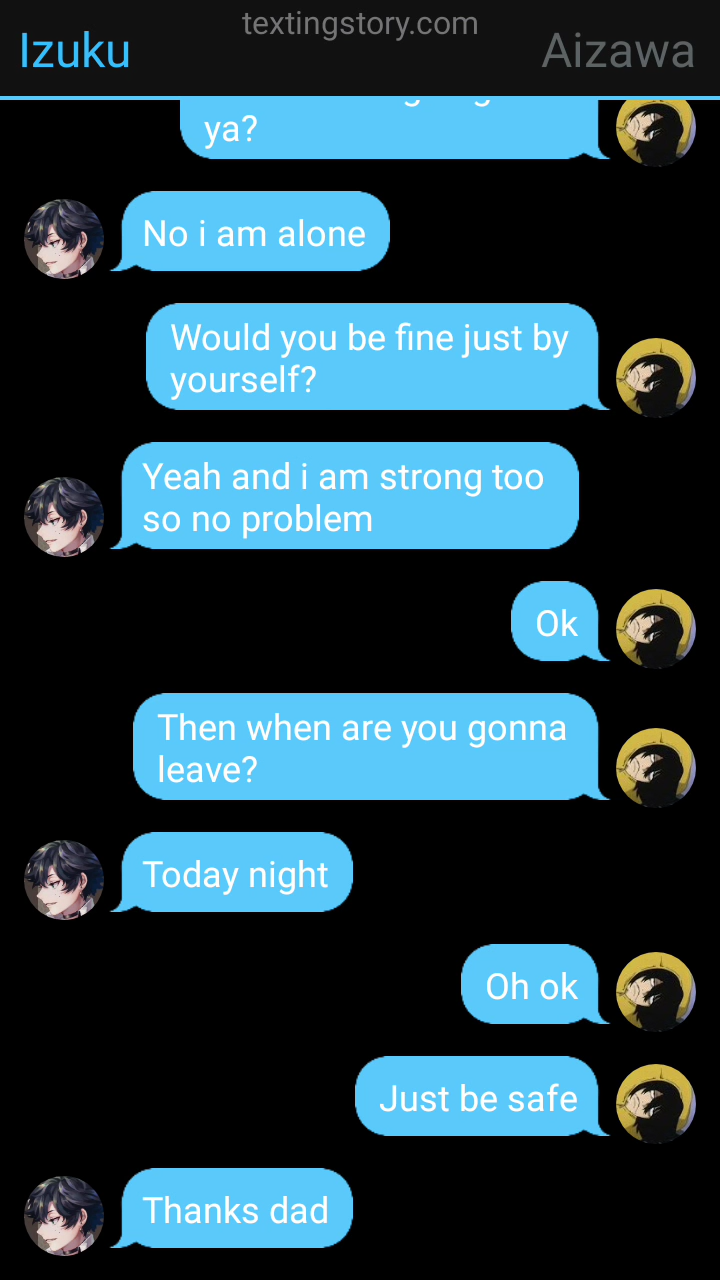 textingstory.com
Izuku
Aizawa
ya?
No i am alone
Would you be fine just by
yourself?
Yeah and i am strong too
so no problem
Ok
Then when are you gonna
leave?
Today night
Oh ok
Just be safe
Thanks dad